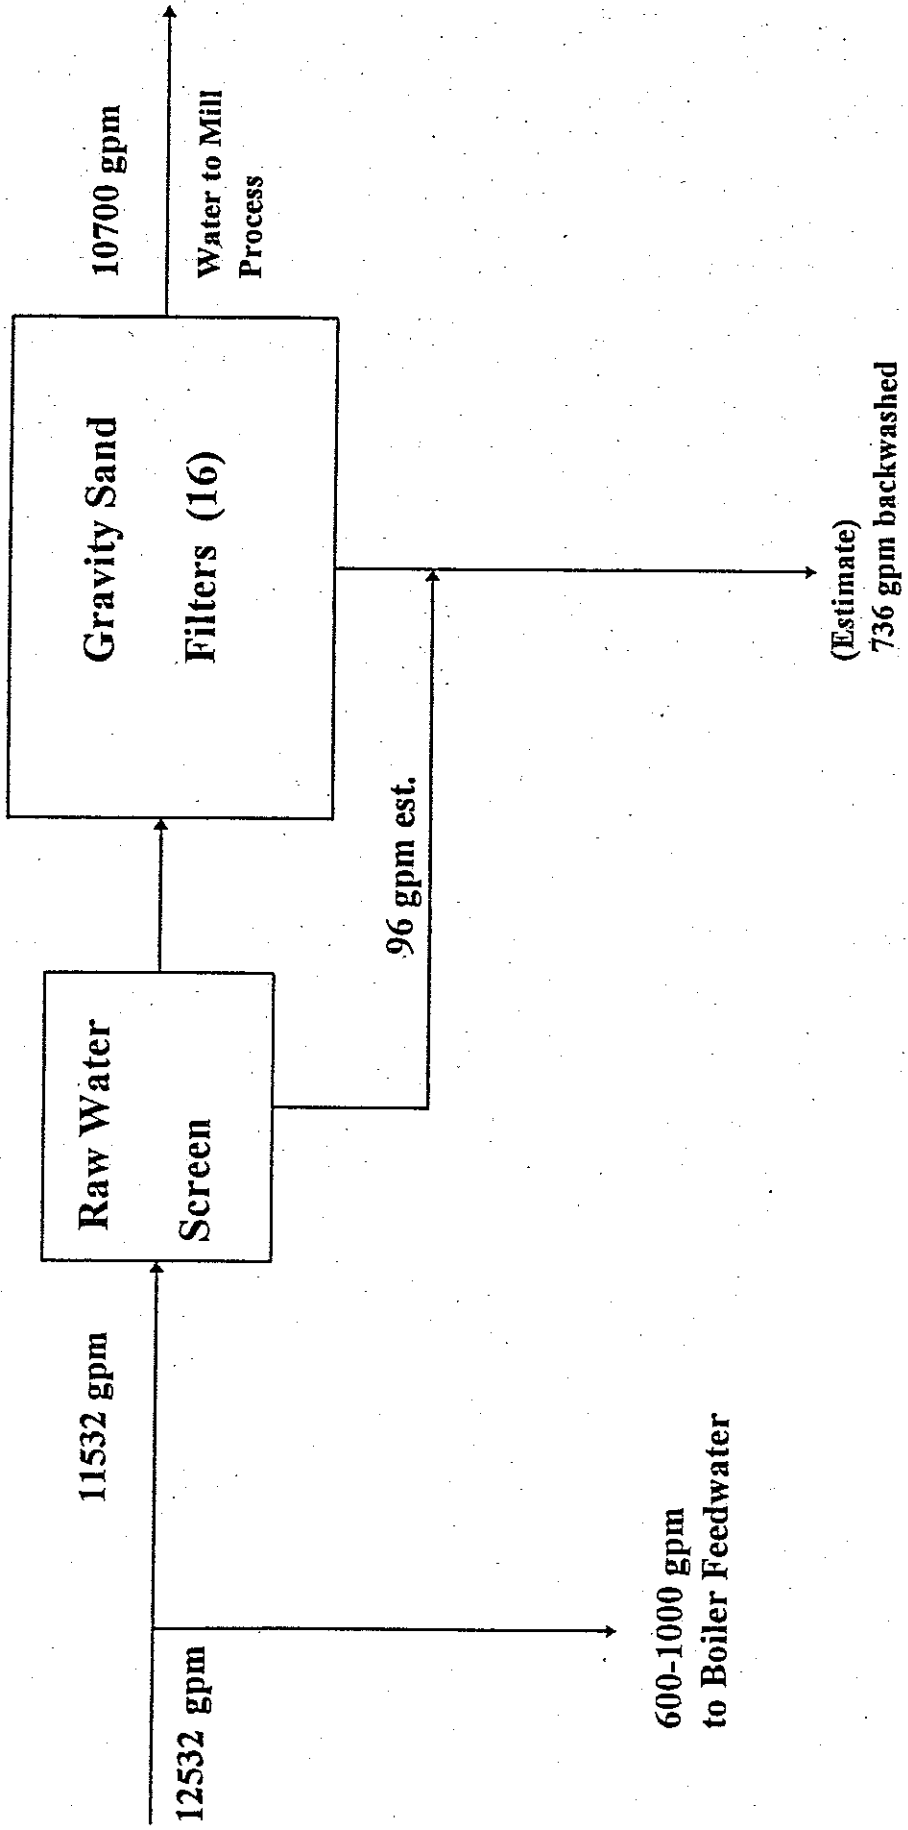 12532 gpm
11532 gpm
600-1000 gpm
to Boiler Feedwater
Raw Water
Screen
96 gpm est.
Gravity Sand
Filters (16)
10700 gpm
Water to Mill
Process
(Estimate)
736 gpm backwashed